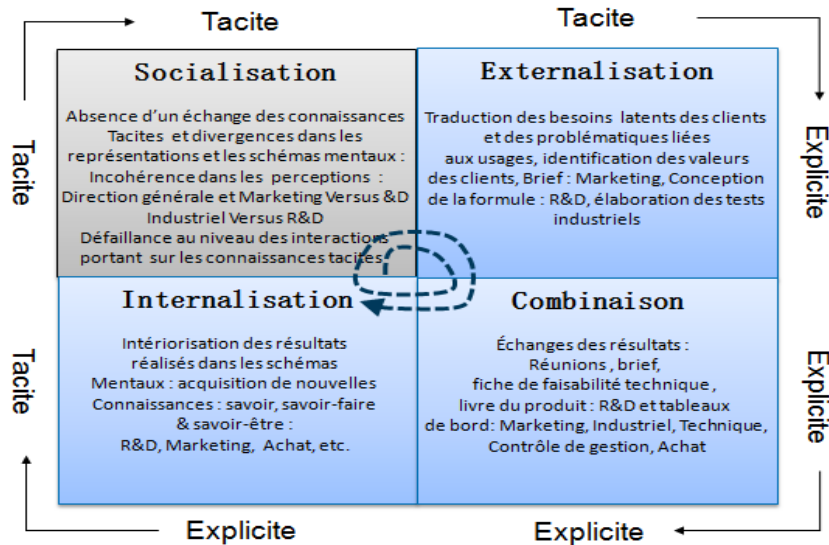 Tacite
Tacite
Tacite
Socialisation
Absence d'un échange des connaissances
Tacites et divergences dans les
représentations et les schémas mentaux :
Incohérence dans les perceptions :
Direction générale et Marketing Versus &D
Industriel Versus R&D
Défaillance au niveau des interactions
portant sur les connaissances tacites
Externalisation
Traduction des besoins latents des clients
et des problématiques liées
aux usages, identification des valeurs
des clients, Brief : Marketing, Conception
de la formule : R&D, élaboration des tests
industriels
Explicite
Tacite
Internalisation
Intériorisation des résultats
réalisés dans les schémas
Mentaux : acquisition de nouvelles
Connaissances : savoir, savoir-faire
& savoir-être :
R&D, Marketing, Achat, etc.
Combinaison
Échanges des résultats :
Réunions , brief,
fiche de faisabilité technique ,
livre du produit : R&D et tableaux
de bord: Marketing, Industriel, Technique,
Contrôle de gestion, Achat
Explicite
Explicite
Explicite